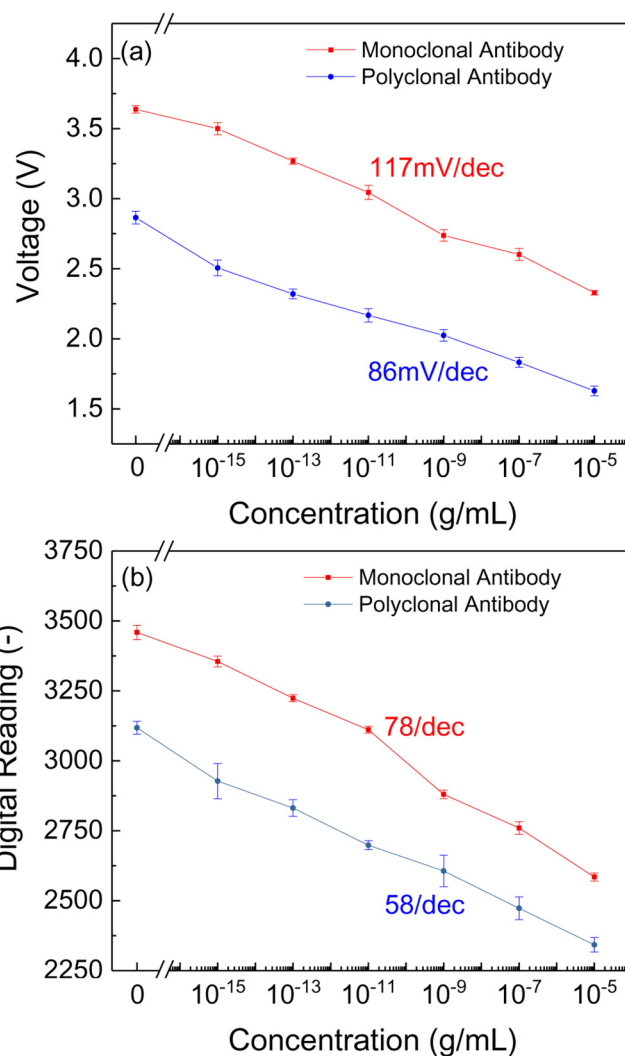 (a)
Monoclonal Antibody
Polyclonal Antibody
4.0
3.5
3.0
2.5
2.0
1.5
Voltage (V)
117mV/dec
86mV/dec
0 10⁻¹⁵ 10⁻¹³ 10⁻¹¹ 10⁻⁹ 10⁻⁷ 10⁻⁵
Concentration (g/mL)
(b)
Monoclonal Antibody
Polyclonal Antibody
3750
3500
3250
3000
2750
2500
2250
Digital Reading (-)
78/dec
58/dec
0 10⁻¹⁵ 10⁻¹³ 10⁻¹¹ 10⁻⁹ 10⁻⁷ 10⁻⁵
Concentration (g/mL)